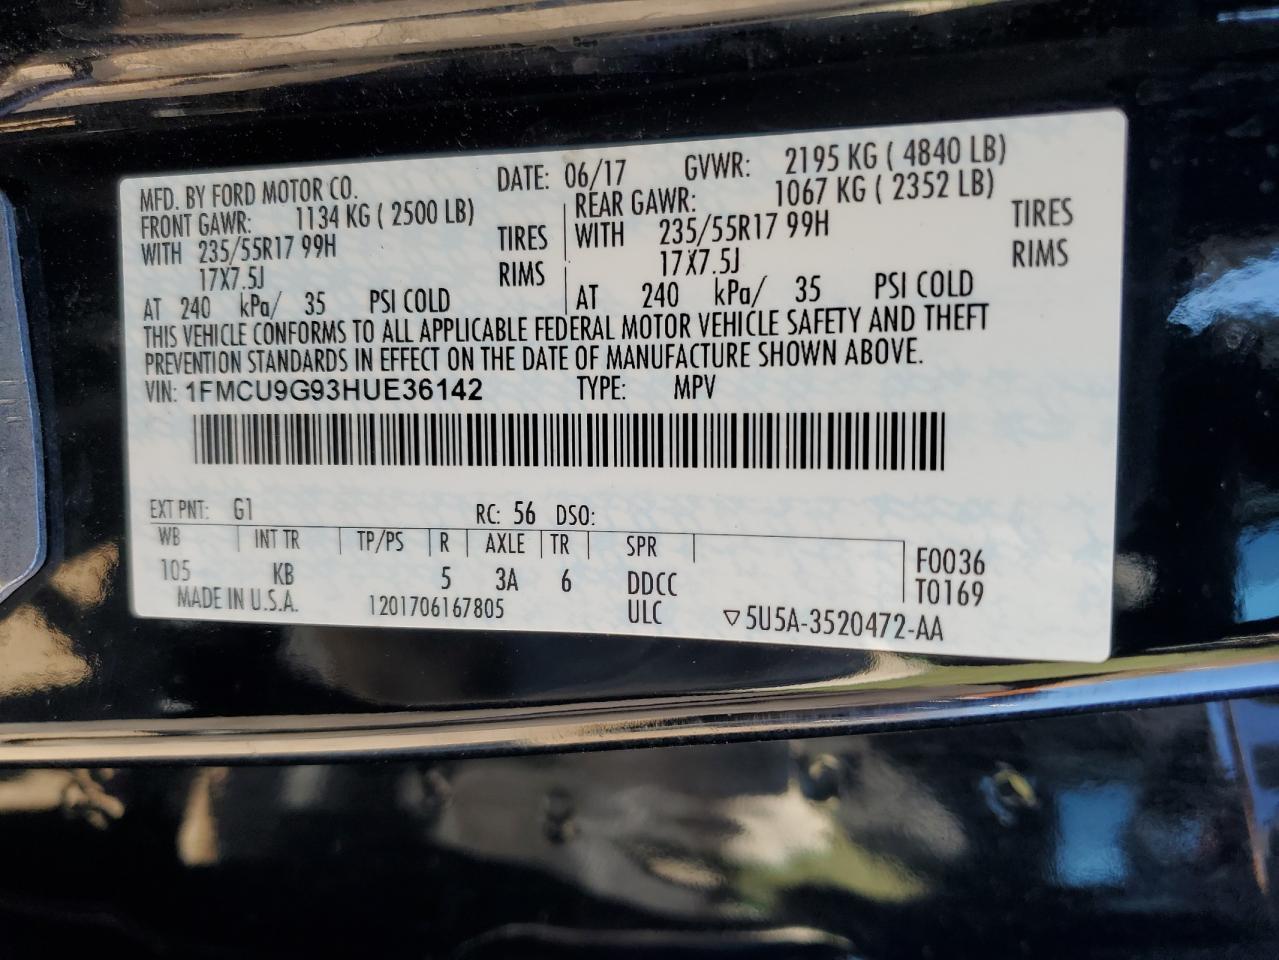 MFD. BY FORD MOTOR CO. DATE: 06/17 GVWR: 2195 KG ( 4840 LB)
FRONT GAWR: 1134 KG ( 2500 LB) REAR GAWR: 1067 KG ( 2352 LB)
WITH 235/55R17 99H TIRES WITH 235/55R17 99H TIRES
17X7.5J RIMS 17X7.5J RIMS
AT 240 kPa/ 35 PSI COLD AT 240 kPa/ 35 PSI COLD
THIS VEHICLE CONFORMS TO ALL APPLICABLE FEDERAL MOTOR VEHICLE SAFETY AND THEFT
PREVENTION STANDARDS IN EFFECT ON THE DATE OF MANUFACTURE SHOWN ABOVE.
VIN: 1FMCU9G93HUE36142 TYPE: MPV
EXT PNT: G1 RC: 56 DSO:
WB INT TR TP/PS R AXLE TR SPR F0036
105 KB 5 3A 6 DDCC T0169
MADE IN U.S.A. 1201706167805 ULC ▽5U5A-3520472-AA